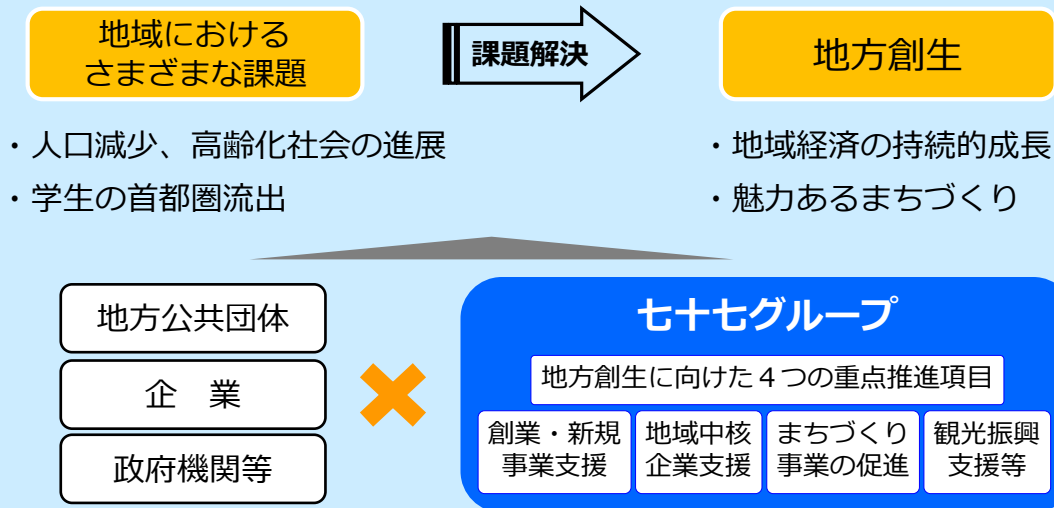 地域における
さまざまな課題
課題解決
地方創生
・人口減少、高齢化社会の進展
・学生の首都圏流出
・地域経済の持続的成長
・魅力あるまちづくり
地方公共団体
企　業
政府機関等
七十七グループ
地方創生に向けた４つの重点推進項目
創業・新規
事業支援
地域中核
企業支援
まちづくり
事業の促進
観光振興
支援等